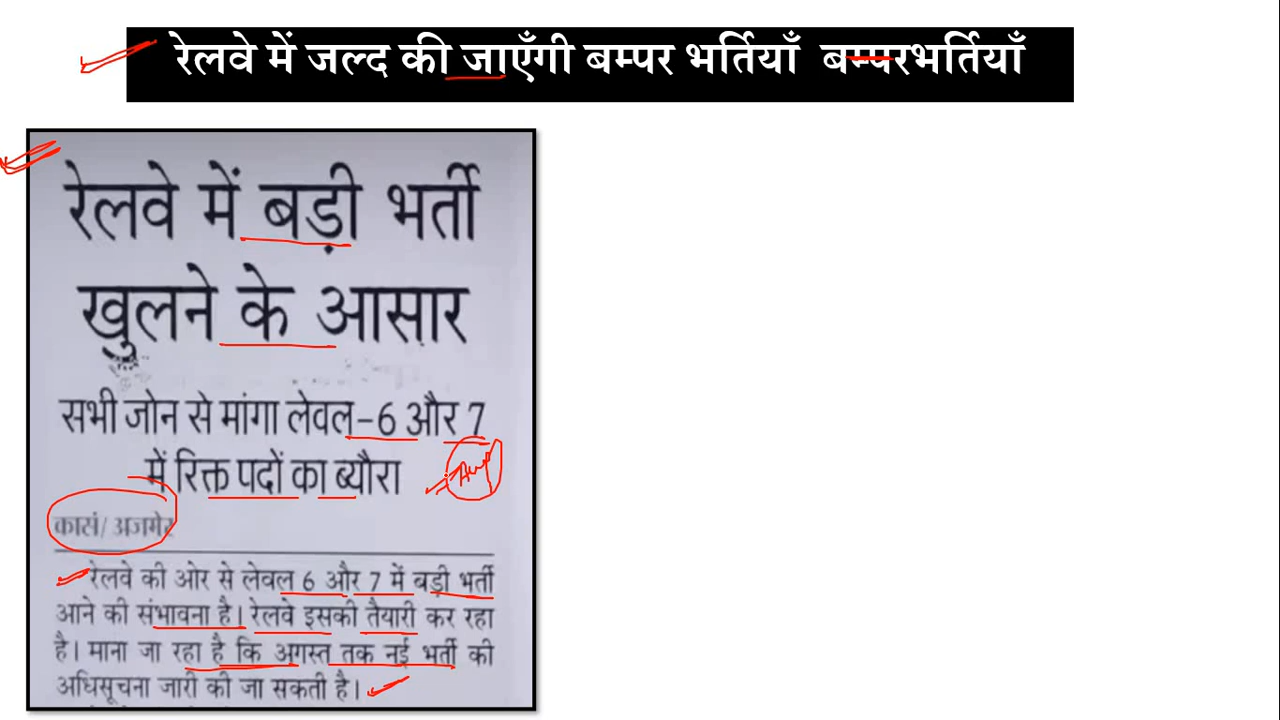 रेलवे में जल्द की जाएँगी बम्पर भर्तियाँ बम्परभर्तियाँ
रेलवे में बड़ी भर्ती
खुलने के आसार
सभी जोन से मांगा लेवल-6 और 7
में रिक्त पदों का ब्यौरा
कासं/ अजमेर
रेलवे की ओर से लेवल 6 और 7 में बड़ी भर्ती
आने की संभावना है। रेलवे इसकी तैयारी कर रहा
है। माना जा रहा है कि अगस्त तक नई भर्ती की
अधिसूचना जारी की जा सकती है।